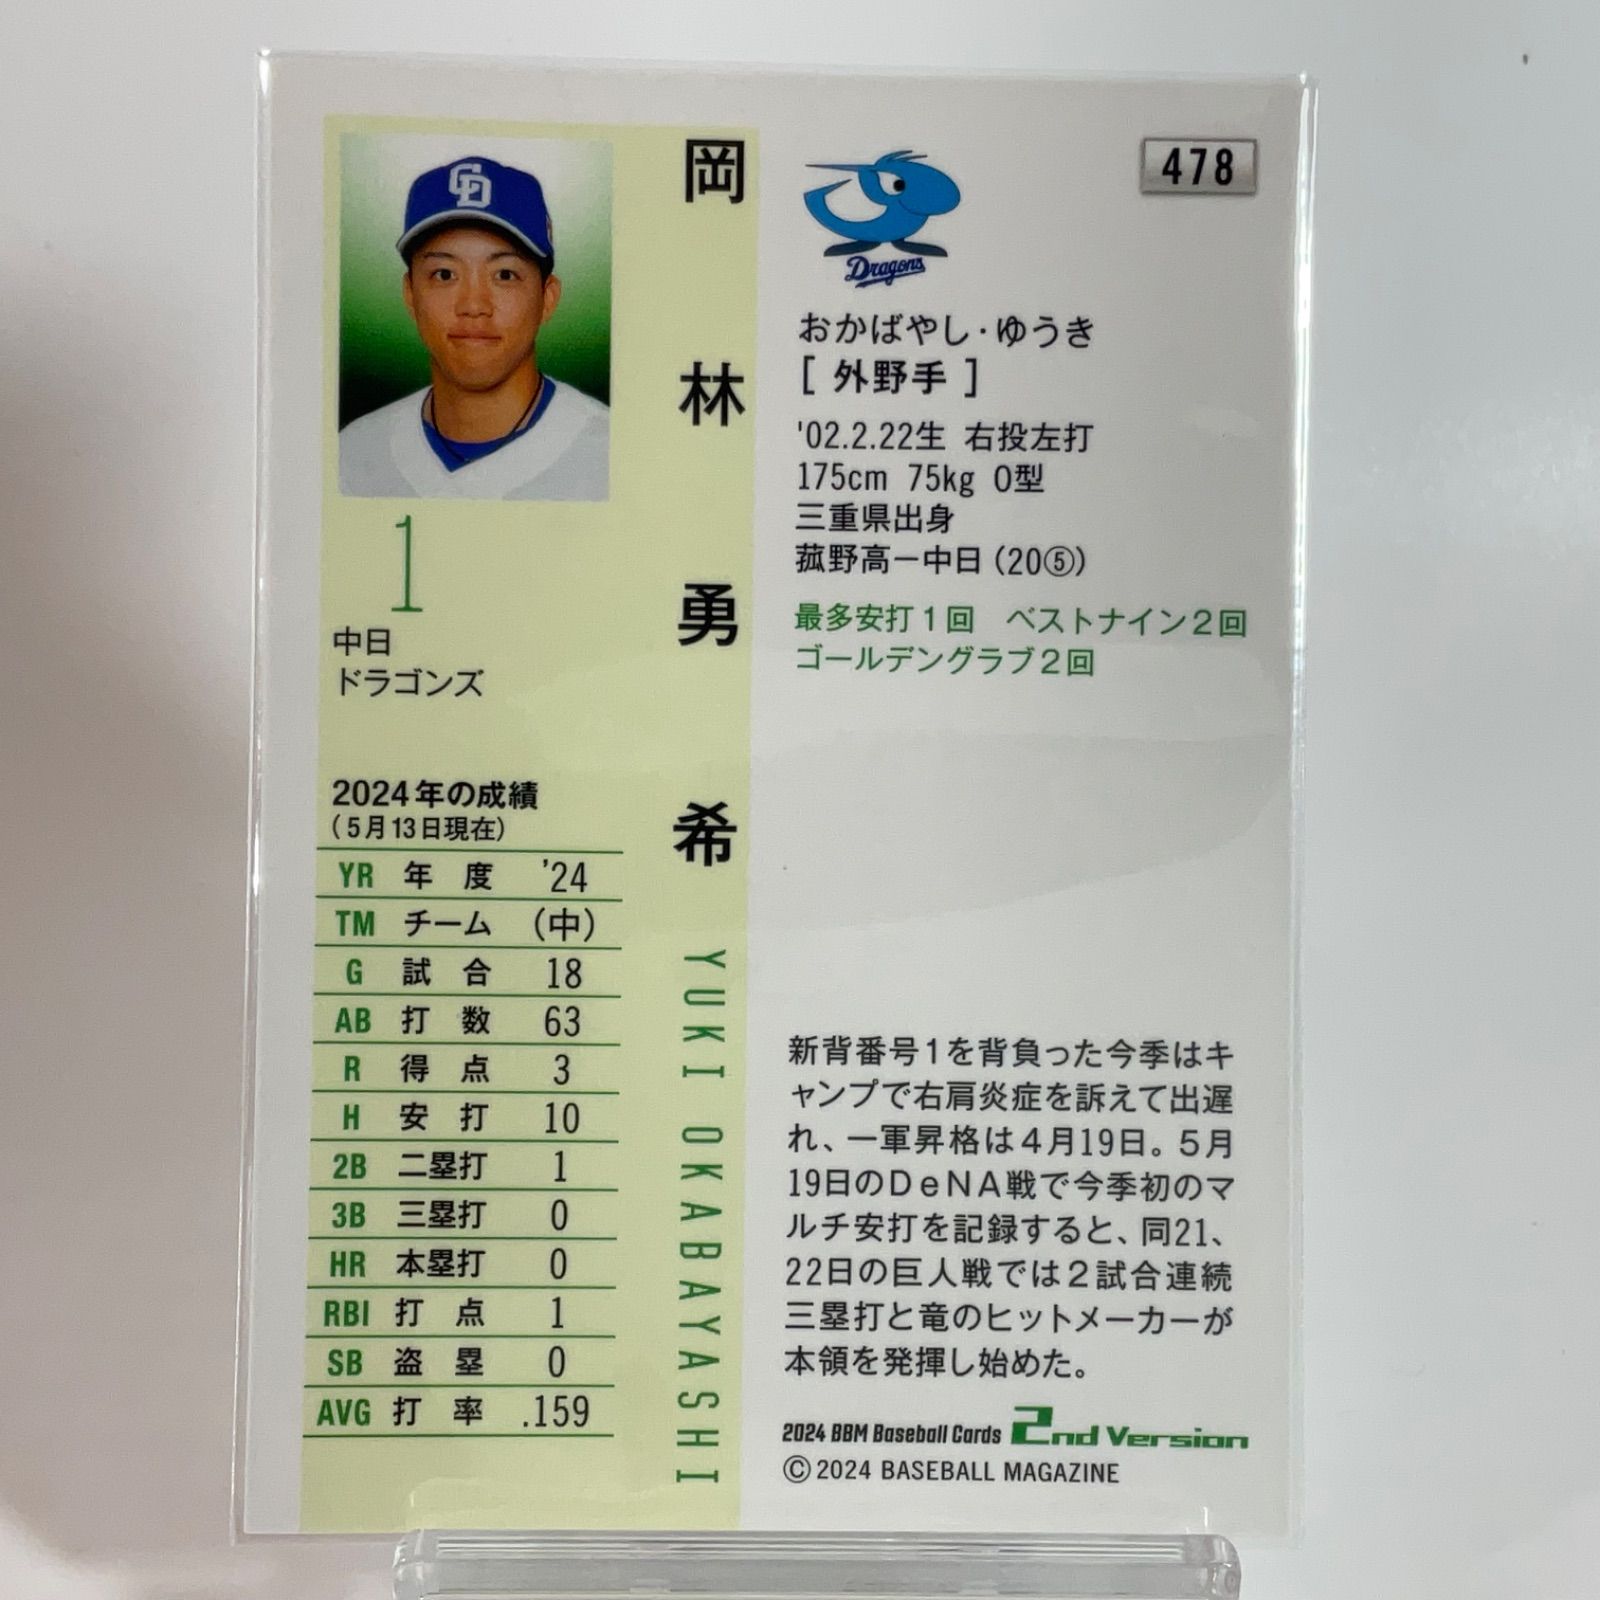 CD
1
中日
ドラゴンズ
2024年の成績
(5月13日現在)
YR 年度 '24
TM チーム (中)
G 試合 18
AB 打数 63
R 得点 3
H 安打 10
2B 二塁打 1
3B 三塁打 0
HR 本塁打 0
RBI 打点 1
SB 盗塁 0
AVG 打率 .159
岡林勇希
YUKI OKABAYASHI
478
Dragons
おかばやし・ゆうき
[ 外野手 ]
'02.2.22生 右投左打
175cm 75kg O型
三重県出身
菰野高ー中日(20⑤)
最多安打1回 ベストナイン2回
ゴールデングラブ2回
新背番号1を背負った今季はキ
ャンプで右肩炎症を訴えて出遅
れ、一軍昇格は4月19日。5月
19日のDeNA戦で今季初のマ
ルチ安打を記録すると、同21、
22日の巨人戦では2試合連続
三塁打と竜のヒットメーカーが
本領を発揮し始めた。
2024 BBM Baseball Cards 2nd Version
©2024 BASEBALL MAGAZINE